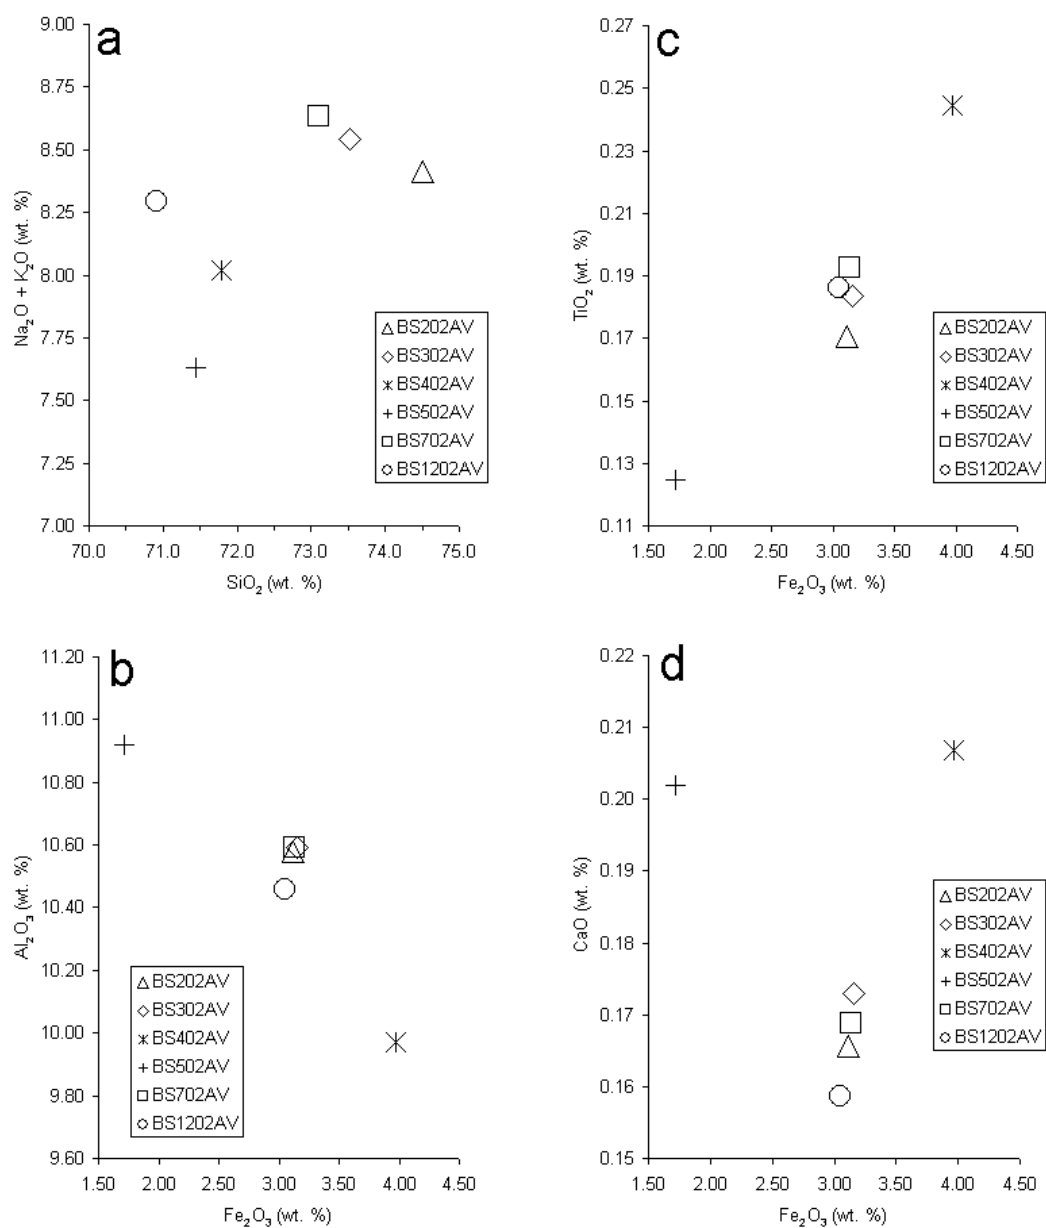 a
9.00
8.75
8.50
8.25
8.00
7.75
7.50
7.25
7.00
Na₂O + K₂O (wt. %)
70.0 71.0 72.0 73.0 74.0 75.0
SiO₂ (wt. %)
BS202AV
BS302AV
BS402AV
BS502AV
BS702AV
BS1202AV
c
0.27
0.25
0.23
0.21
0.19
0.17
0.15
0.13
0.11
TiO₂ (wt. %)
1.50 2.00 2.50 3.00 3.50 4.00 4.50
Fe₂O₃ (wt. %)
BS202AV
BS302AV
BS402AV
BS502AV
BS702AV
BS1202AV
b
11.20
11.00
10.80
10.60
10.40
10.20
10.00
9.80
9.60
Al₂O₃ (wt. %)
1.50 2.00 2.50 3.00 3.50 4.00 4.50
Fe₂O₃ (wt. %)
BS202AV
BS302AV
BS402AV
BS502AV
BS702AV
BS1202AV
d
0.22
0.21
0.20
0.19
0.18
0.17
0.16
0.15
CaO (wt. %)
1.50 2.00 2.50 3.00 3.50 4.00 4.50
Fe₂O₃ (wt. %)
BS202AV
BS302AV
BS402AV
BS502AV
BS702AV
BS1202AV